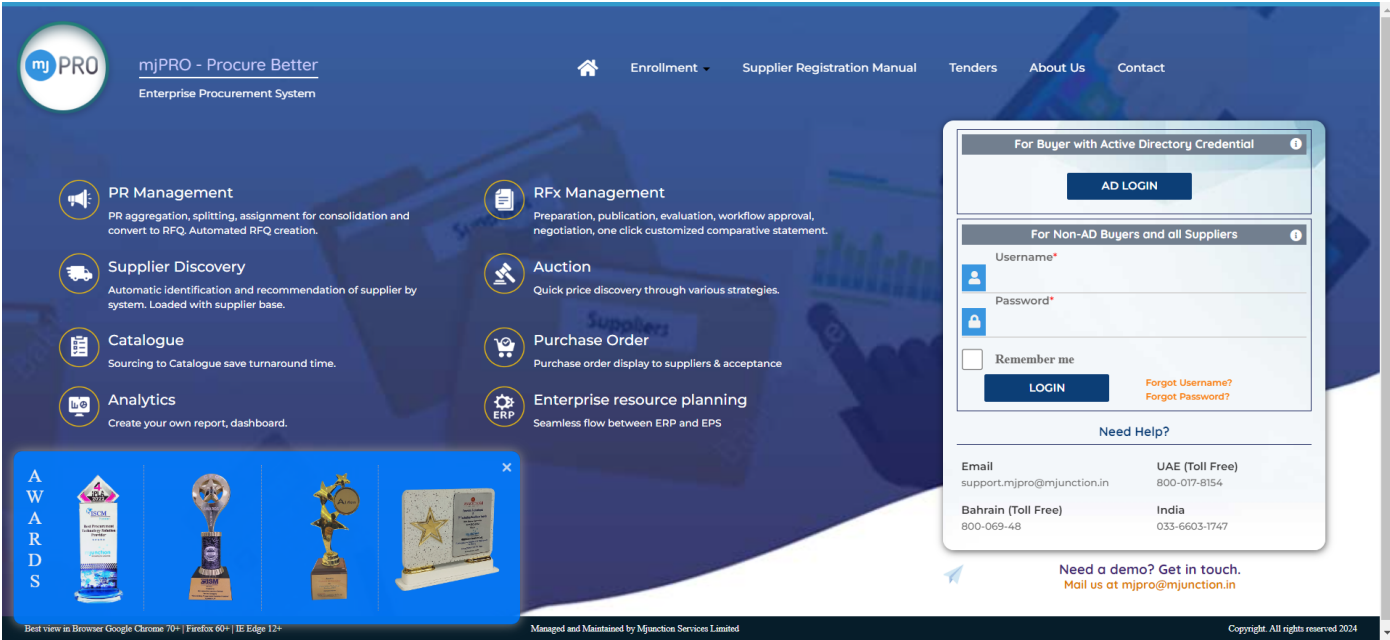 mj PRO
mjPRO - Procure Better
Enterprise Procurement System
Enrollment
Supplier Registration Manual
Tenders
About Us
Contact
PR Management
PR aggregation, splitting, assignment for consolidation and
convert to RFQ. Automated RFQ creation.
RFx Management
Preparation, publication, evaluation, workflow approval,
negotiation, one click customized comparative statement.
Supplier Discovery
Automatic identification and recommendation of supplier by
system. Loaded with supplier base.
Auction
Quick price discovery through various strategies.
Catalogue
Sourcing to Catalogue save turnaround time.
Suppliers
Purchase Order
Purchase order display to suppliers & acceptance
Analytics
Create your own report, dashboard.
ERP
Enterprise resource planning
Seamless flow between ERP and EPS
For Buyer with Active Directory Credential
AD LOGIN
For Non-AD Buyers and all Suppliers
Username*
Password*
Remember me
LOGIN
Forgot Username?
Forgot Password?
Need Help?
Email
support.mjpro@mjunction.in
UAE (Toll Free)
800-017-8154
Bahrain (Toll Free)
800-069-48
India
033-6603-1747
Need a demo? Get in touch.
Mail us at mjpro@mjunction.in
AWARDS
4
IPLA
2022
ISCM
Best view in Browser Google Chrome 70+ | Firefox 60+ | IE Edge 12+
Managed and Maintained by Mjunction Services Limited
Copyright. All rights reserved 2024